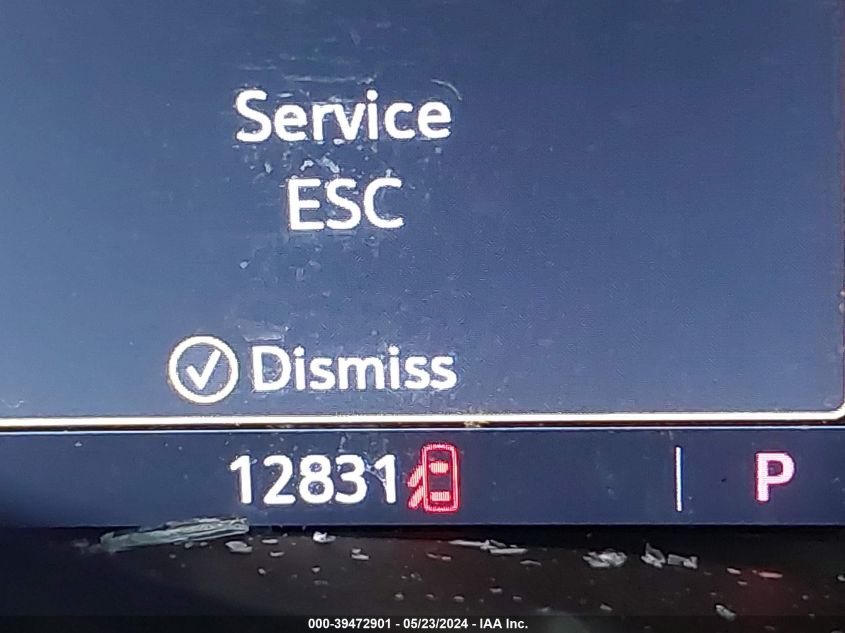 Service
ESC
Dismiss
12831 P
000-39472901 - 05/23/2024 - IAA Inc.